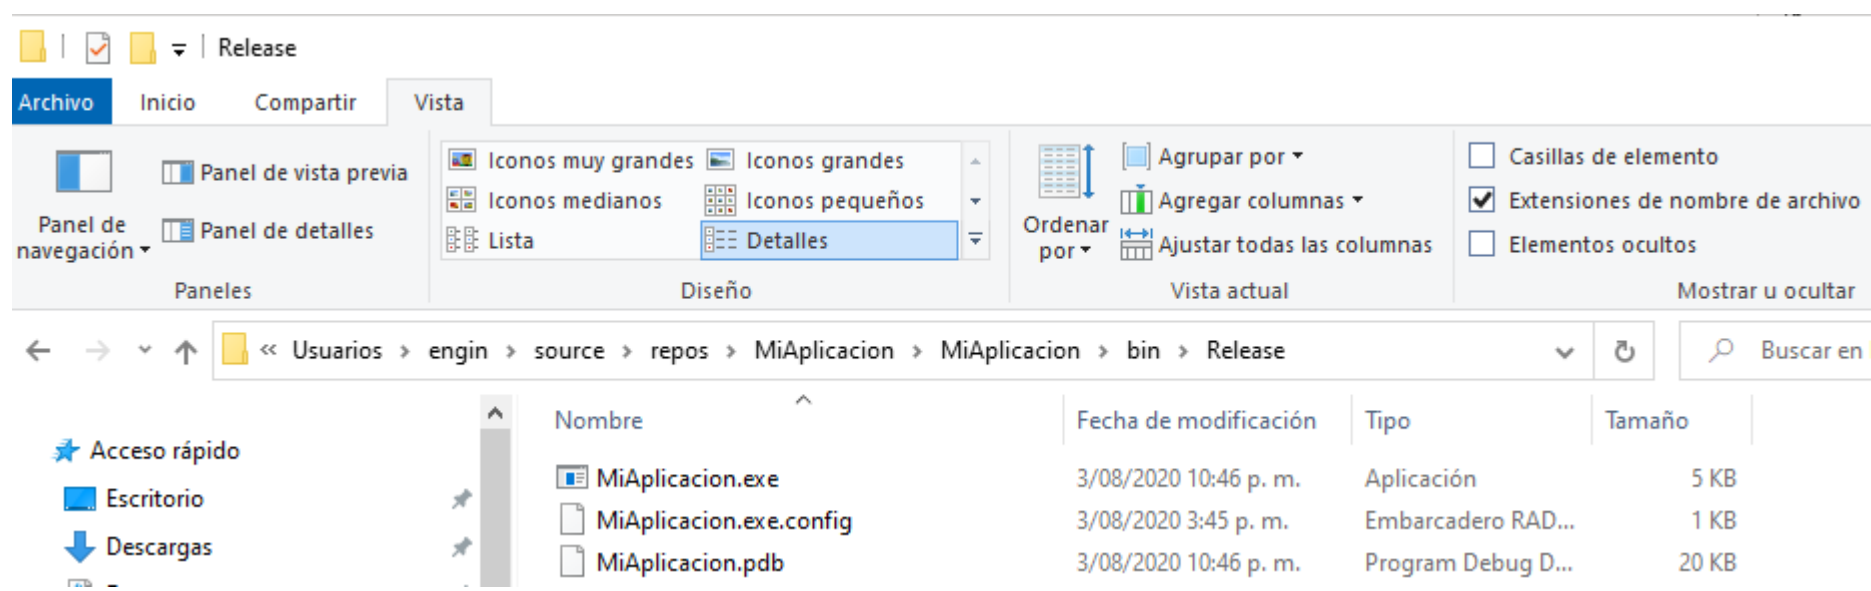 Release
Archivo Inicio Compartir Vista
Panel de navegación
Panel de vista previa
Panel de detalles
Paneles
Iconos muy grandes Iconos grandes
Iconos medianos Iconos pequeños
Lista Detalles
Diseño
Ordenar por
Agrupar por
Agregar columnas
Ajustar todas las columnas
Vista actual
Casillas de elemento
Extensiones de nombre de archivo
Elementos ocultos
Mostrar u ocultar
« Usuarios > engin > source > repos > MiAplicacion > MiAplicacion > bin > Release
Buscar en
Acceso rápido
Escritorio
Descargas
Nombre Fecha de modificación Tipo Tamaño
MiAplicacion.exe 3/08/2020 10:46 p. m. Aplicación 5 KB
MiAplicacion.exe.config 3/08/2020 3:45 p. m. Embarcadero RAD... 1 KB
MiAplicacion.pdb 3/08/2020 10:46 p. m. Program Debug D... 20 KB